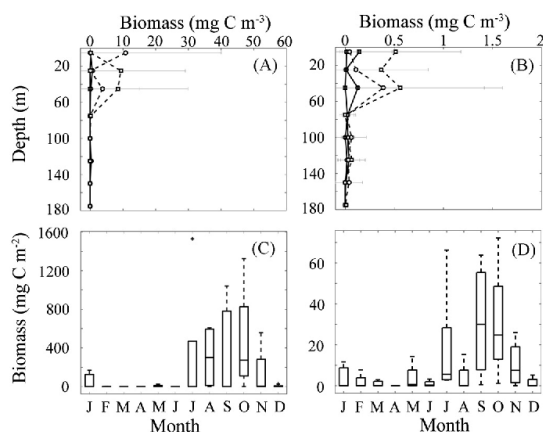 Biomass (mg C m-3)
0 10 20 30 40 50 60
(A)
Depth (m)
20
60
100
140
180
Biomass (mg C m-3)
0 0.5 1 1.5 2
(B)
20
60
100
140
180
Biomass (mg C m-2)
1600
1200
800
400
0
(C)
J F M A M J J A S O N D
Month
60
40
20
0
(D)
J F M A M J J A S O N D
Month